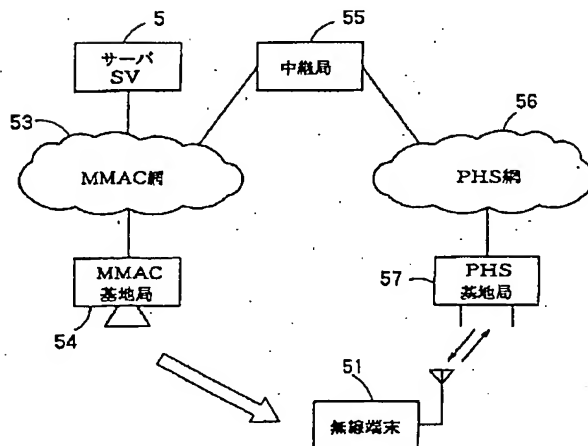 5
サーバ
SV
55
中継局
53
MMAC網
56
PHS網
MMAC
基地局
54
57
PHS
基地局
51
無線端末